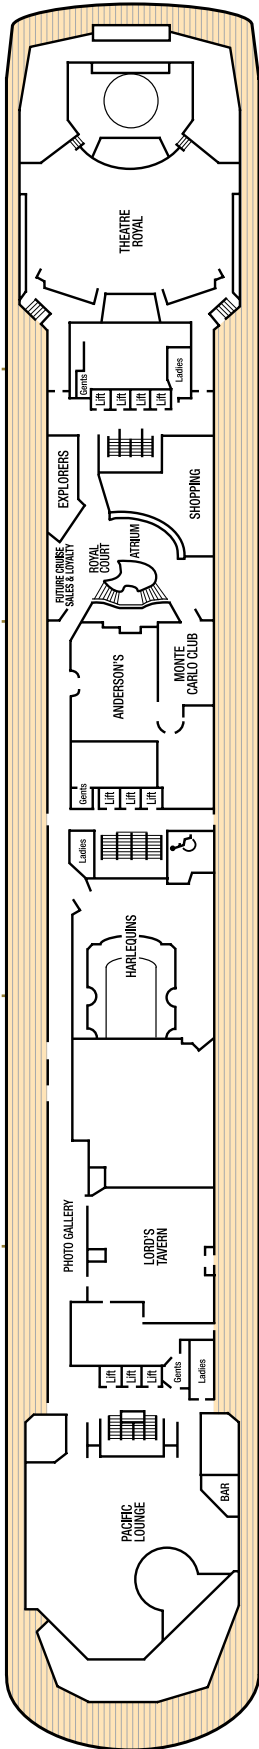 THEATRE
ROYAL
Gents
Lift
Lift
Lift
Lift
Ladies
EXPLORERS
SHOPPING
FUTURE CRUISE
SALES & LOYALTY
ROYAL
COURT
ATRIUM
ANDERSON'S
MONTE
CARLO CLUB
Gents
Lift
Lift
Lift
Ladies
HARLEQUINS
PHOTO GALLERY
LORD'S
TAVERN
Lift
Lift
Lift
Gents
Ladies
BAR
PACIFIC
LOUNGE